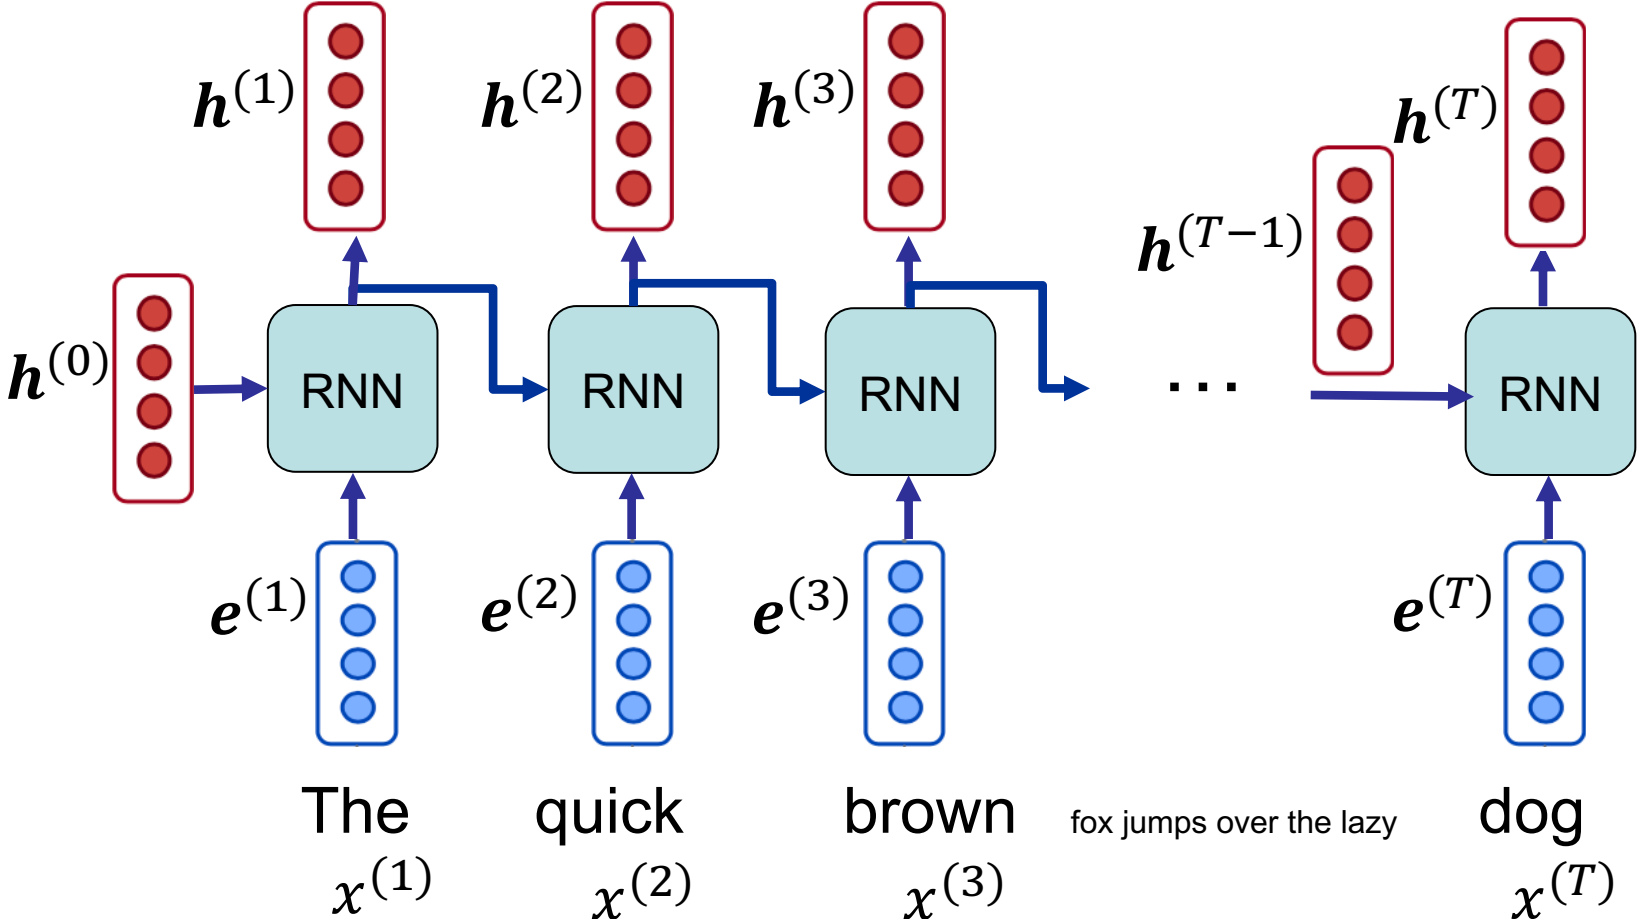 h^(1) h^(2) h^(3) h^(T)
h^(T−1)
h^(0) RNN RNN RNN ... RNN
e^(1) e^(2) e^(3) e^(T)
The quick brown fox jumps over the lazy dog
x^(1) x^(2) x^(3) x^(T)